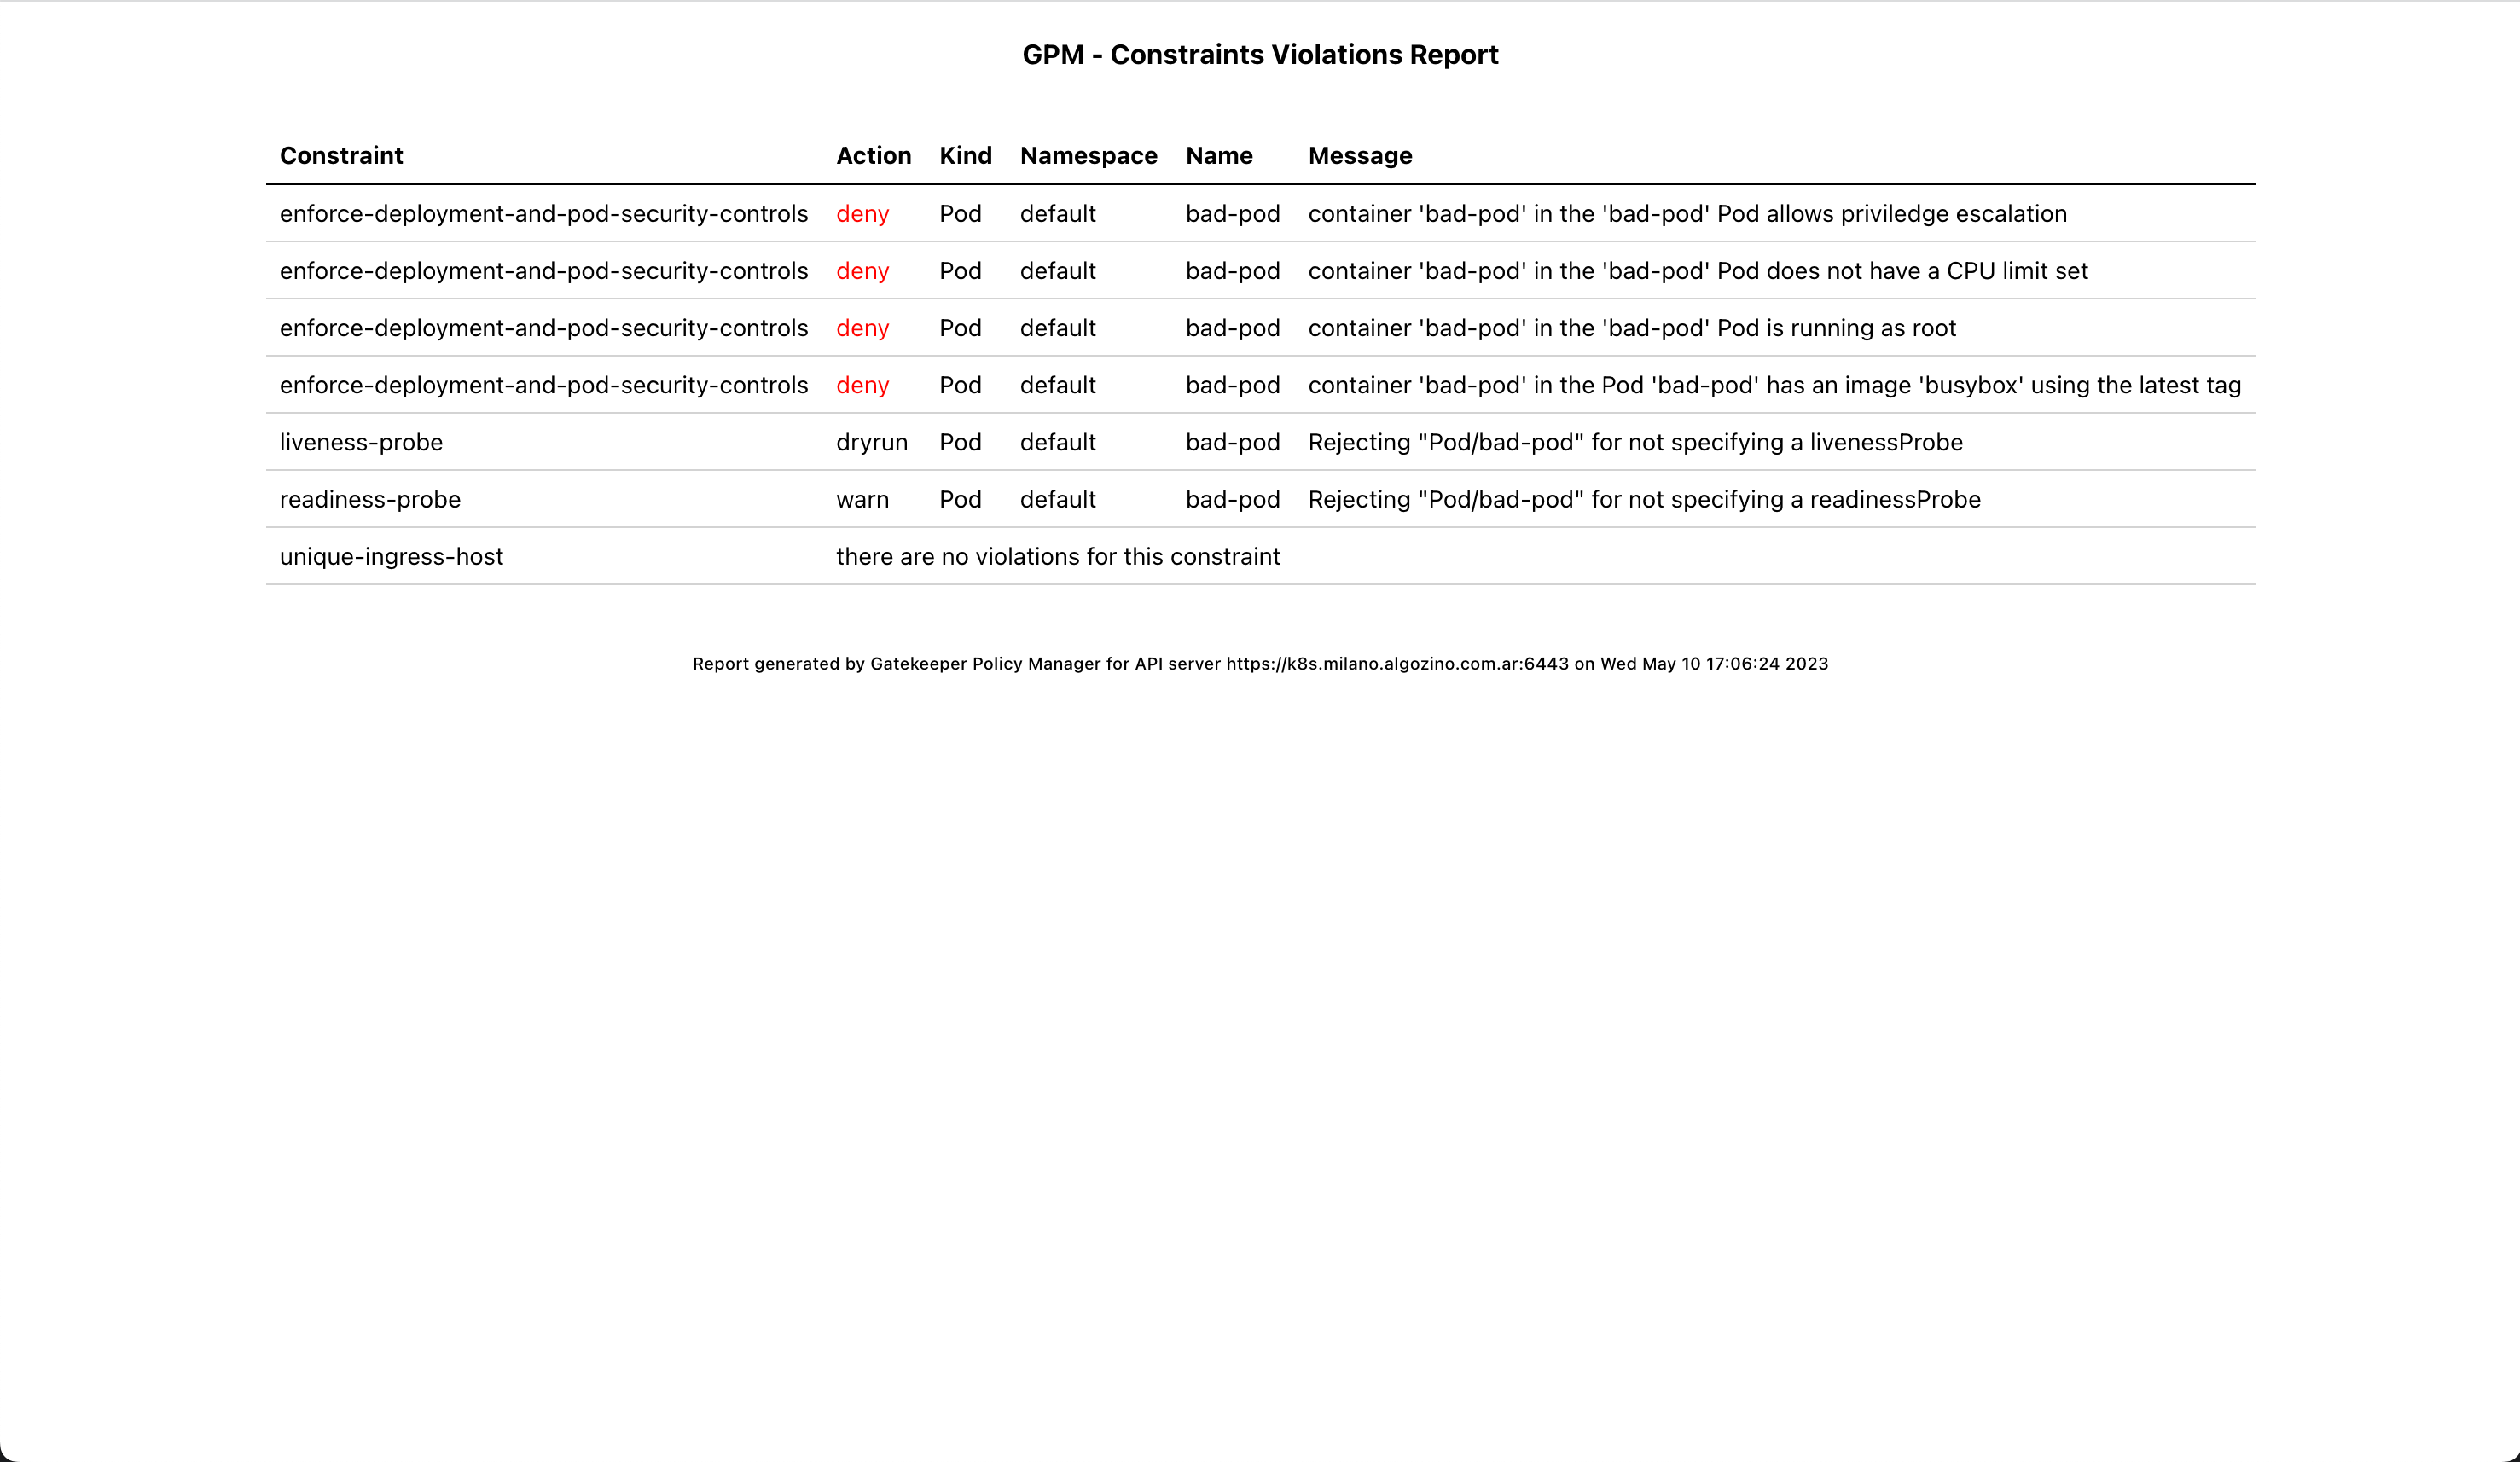 GPM - Constraints Violations Report
Constraint Action Kind Namespace Name Message
enforce-deployment-and-pod-security-controls deny Pod default bad-pod container 'bad-pod' in the 'bad-pod' Pod allows priviledge escalation
enforce-deployment-and-pod-security-controls deny Pod default bad-pod container 'bad-pod' in the 'bad-pod' Pod does not have a CPU limit set
enforce-deployment-and-pod-security-controls deny Pod default bad-pod container 'bad-pod' in the 'bad-pod' Pod is running as root
enforce-deployment-and-pod-security-controls deny Pod default bad-pod container 'bad-pod' in the Pod 'bad-pod' has an image 'busybox' using the latest tag
liveness-probe dryrun Pod default bad-pod Rejecting "Pod/bad-pod" for not specifying a livenessProbe
readiness-probe warn Pod default bad-pod Rejecting "Pod/bad-pod" for not specifying a readinessProbe
unique-ingress-host there are no violations for this constraint
Report generated by Gatekeeper Policy Manager for API server https://k8s.milano.algozino.com.ar:6443 on Wed May 10 17:06:24 2023